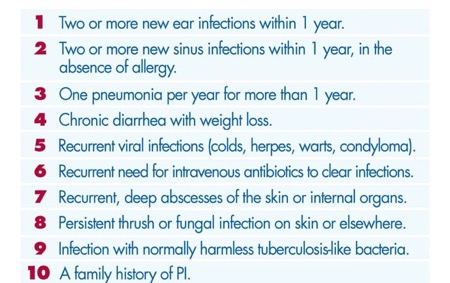 1 Two or more new ear infections within 1 year.
2 Two or more new sinus infections within 1 year, in the
absence of allergy.
3 One pneumonia per year for more than 1 year.
4 Chronic diarrhea with weight loss.
5 Recurrent viral infections (colds, herpes, warts, condyloma).
6 Recurrent need for intravenous antibiotics to clear infections.
7 Recurrent, deep abscesses of the skin or internal organs.
8 Persistent thrush or fungal infection on skin or elsewhere.
9 Infection with normally harmless tuberculosis-like bacteria.
10 A family history of PI.